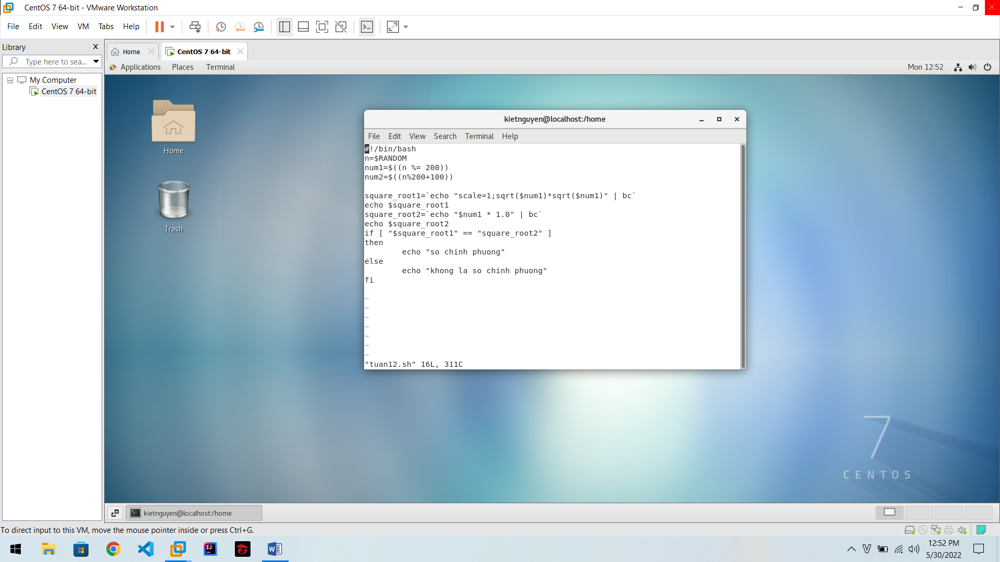 CentOS 7 64-bit - VMware Workstation
File Edit View VM Tabs Help
Library
Type here to sea...
My Computer
CentOS 7 64-bit
Home
CentOS 7 64-bit
Applications Places Terminal
Mon 12:52
Home
Trash
kietnguyen@localhost:/home
File Edit View Search Terminal Help
#!/bin/bash
n=$RANDOM
num1=$((n %= 200))
num2=$((n%200+100))
square_root1=`echo "scale=1;sqrt($num1)*sqrt($num1)" | bc`
echo $square_root1
square_root2=`echo "$num1 * 1.0" | bc`
echo $square_root2
if [ "$square_root1" == "square_root2" ]
then
        echo "so chinh phuong"
else
        echo "khong la so chinh phuong"
fi
~
~
~
~
~
~
~
"tuan12.sh" 16L, 311C
7
CENTOS
kietnguyen@localhost:/home
To direct input to this VM, move the mouse pointer inside or press Ctrl+G.
12:52 PM
5/30/2022